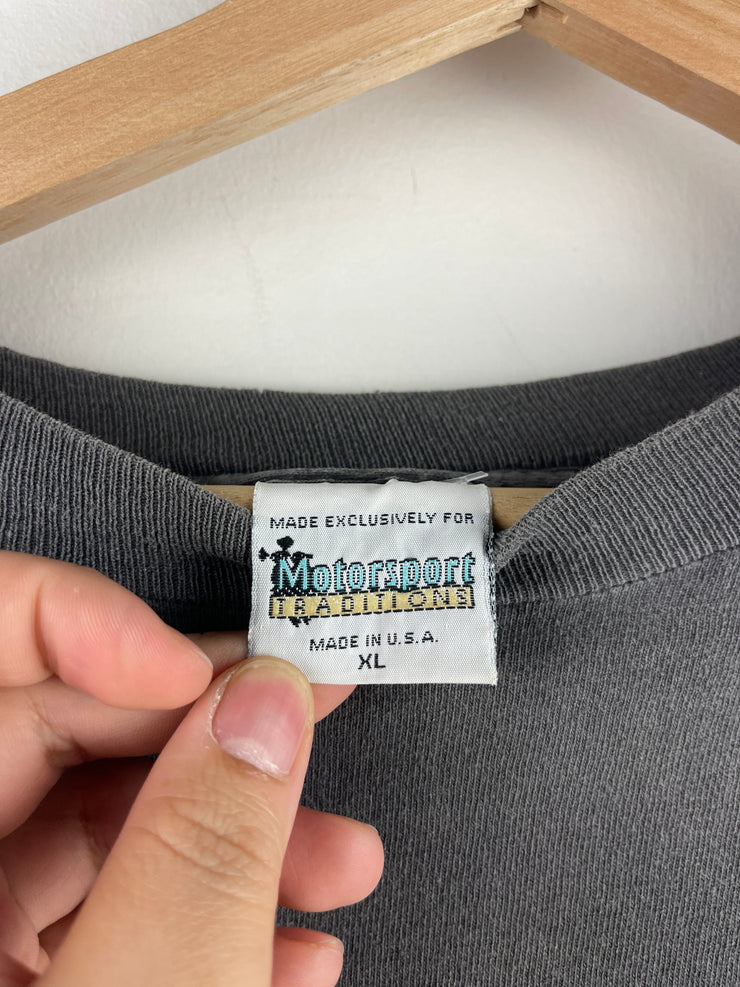 MADE EXCLUSIVELY FOR
Motorsport
TRADITIONS
MADE IN U.S.A.
XL